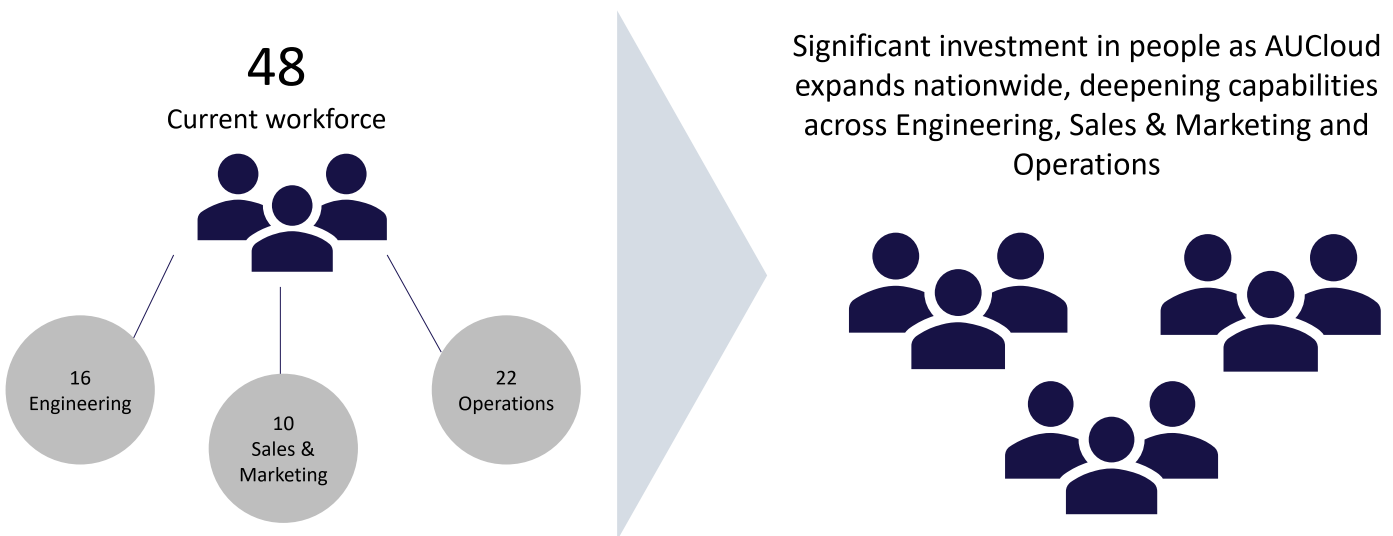 48
Current workforce
16
Engineering
10
Sales &
Marketing
22
Operations
Significant investment in people as AUCloud
expands nationwide, deepening capabilities
across Engineering, Sales & Marketing and
Operations